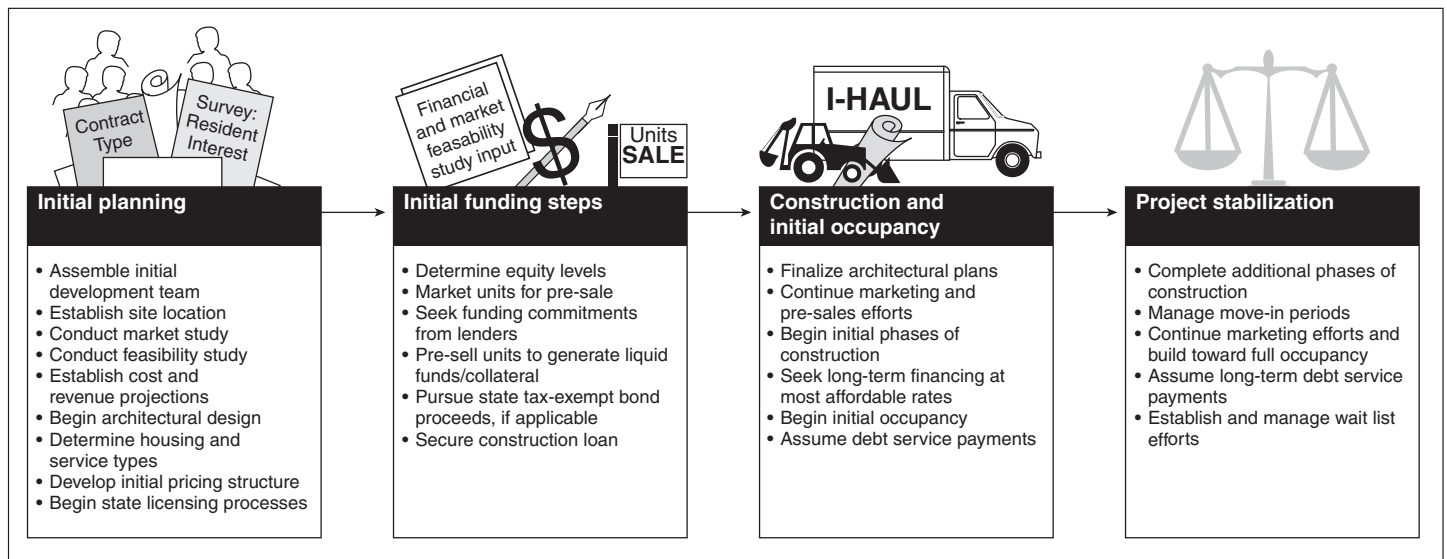 Contract
Type
Survey:
Resident
Interest
Initial planning
• Assemble initial
development team
• Establish site location
• Conduct market study
• Conduct feasibility study
• Establish cost and
revenue projections
• Begin architectural design
• Determine housing and
service types
• Develop initial pricing structure
• Begin state licensing processes
Financial
and market
feasability
study input
$
Units
SALE
Initial funding steps
• Determine equity levels
• Market units for pre-sale
• Seek funding commitments
from lenders
• Pre-sell units to generate liquid
funds/collateral
• Pursue state tax-exempt bond
proceeds, if applicable
• Secure construction loan
I-HAUL
Construction and
initial occupancy
• Finalize architectural plans
• Continue marketing and
pre-sales efforts
• Begin initial phases of
construction
• Seek long-term financing at
most affordable rates
• Begin initial occupancy
• Assume debt service payments
Project stabilization
• Complete additional phases of
construction
• Manage move-in periods
• Continue marketing efforts and
build toward full occupancy
• Assume long-term debt service
payments
• Establish and manage wait list
efforts